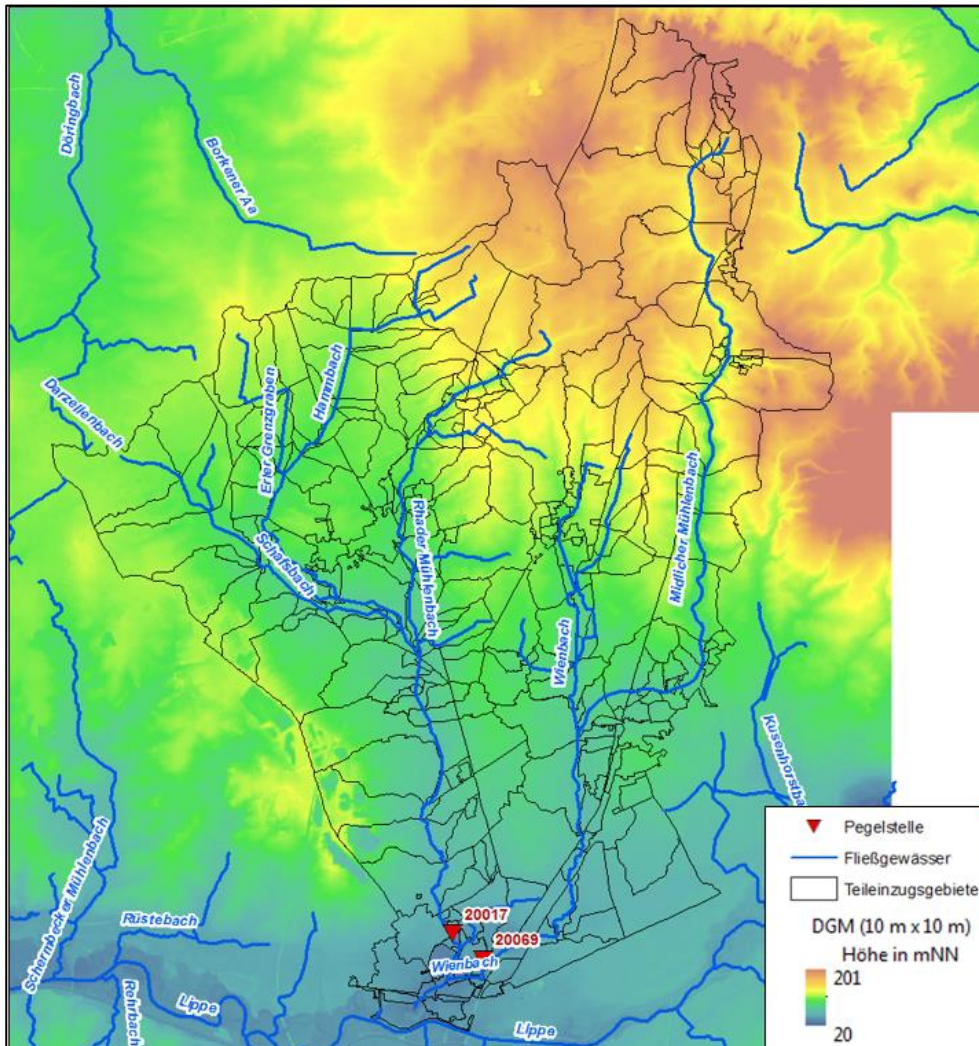 Döringbach
Borkener Aa
Darzellenbach
Erler Grenzgraben
Hammbach
Schafsbach
Rhader Mühlenbach
Wienbach
Midlicher Mühlenbach
Kusenhorstba
Schermbecker Mühlenbach
Rüstebach
Rehrbach
Lippe
20017
20069
Wienbach
Lippe
Pegelstelle
Fließgewässer
Teileinzugsgebiete
DGM (10 m x 10 m)
Höhe in mNN
201
20